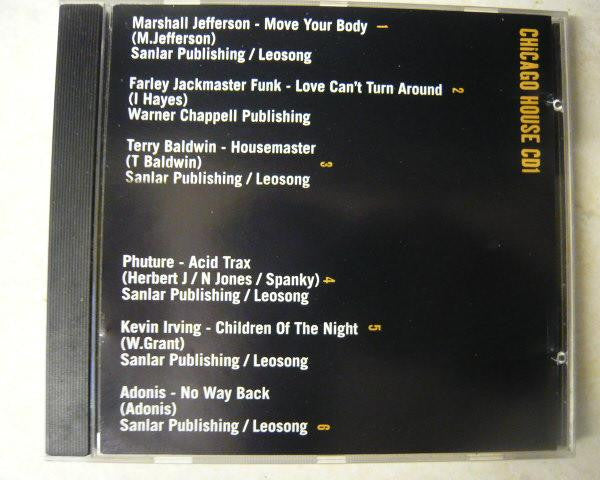 CHiCAGO HOUSE CD1
Marshall Jefferson - Move Your Body 1
(M.Jefferson)
Sanlar Publishing / Leosong
Farley Jackmaster Funk - Love Can't Turn Around 2
(I Hayes)
Warner Chappell Publishing
Terry Baldwin - Housemaster
(T Baldwin) 3
Sanlar Publishing / Leosong
Phuture - Acid Trax
(Herbert J / N Jones / Spanky) 4
Sanlar Publishing / Leosong
Kevin Irving - Children Of The Night 5
(W.Grant)
Sanlar Publishing / Leosong
Adonis - No Way Back
(Adonis)
Sanlar Publishing / Leosong 6